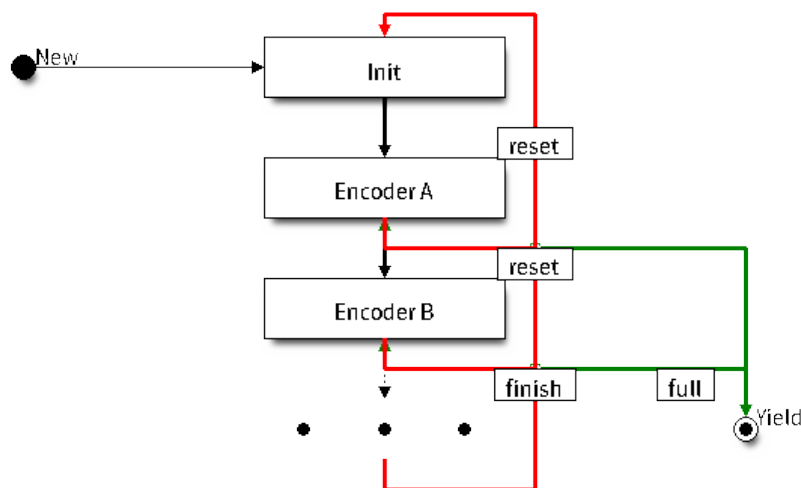 New
Init
reset
Encoder A
reset
Encoder B
finish
full
Yield